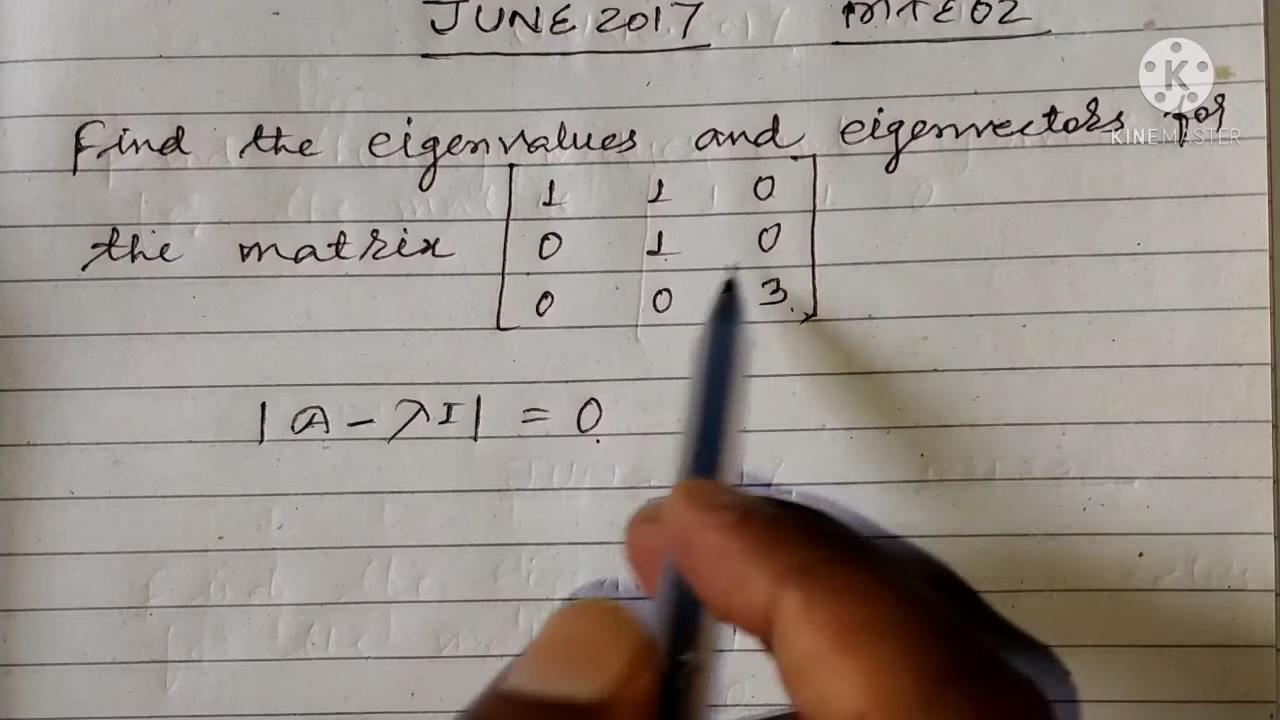 JUNE 2017 MTE02
Find the eigenvalues and eigenvectors for
the matrix
1 1 0
0 1 0
0 0 3
|A - λI| = 0
K
KINEMASTER